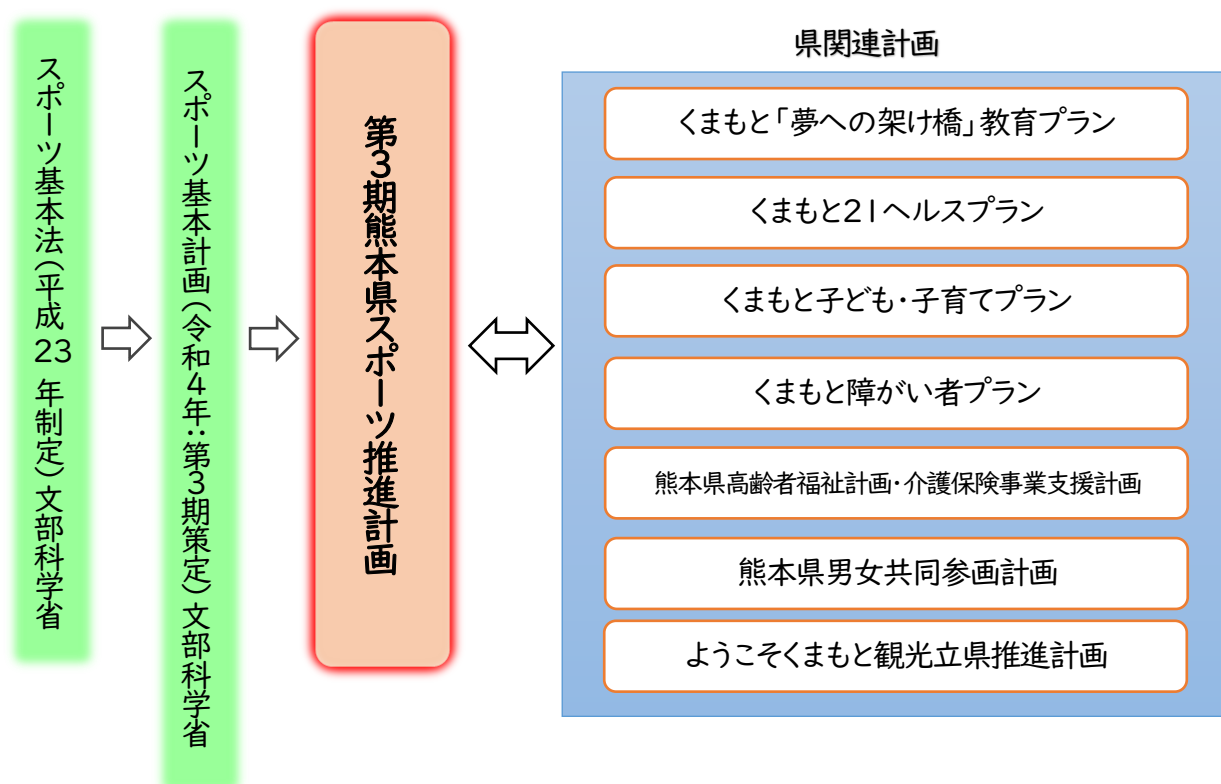 スポーツ基本法（平成23年制定）文部科学省
スポーツ基本計画（令和4年：第3期策定）文部科学省
第3期熊本県スポーツ推進計画
県関連計画
くまもと「夢への架け橋」教育プラン
くまもと21ヘルスプラン
くまもと子ども・子育てプラン
くまもと障がい者プラン
熊本県高齢者福祉計画・介護保険事業支援計画
熊本県男女共同参画計画
ようこそくまもと観光立県推進計画